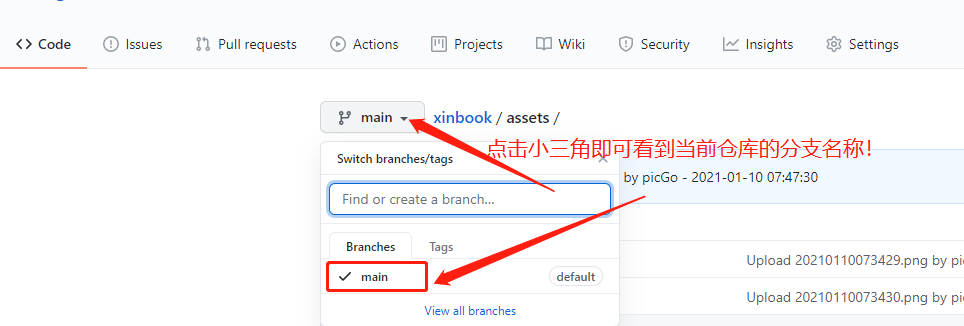 Code Issues Pull requests Actions Projects Wiki Security Insights Settings
main xinbook / assets /
点击小三角即可看到当前仓库的分支名称！
Switch branches/tags
by picGo - 2021-01-10 07:47:30
Find or create a branch...
Branches Tags
Upload 20210110073429.png by
main default
Upload 20210110073430.png by
View all branches